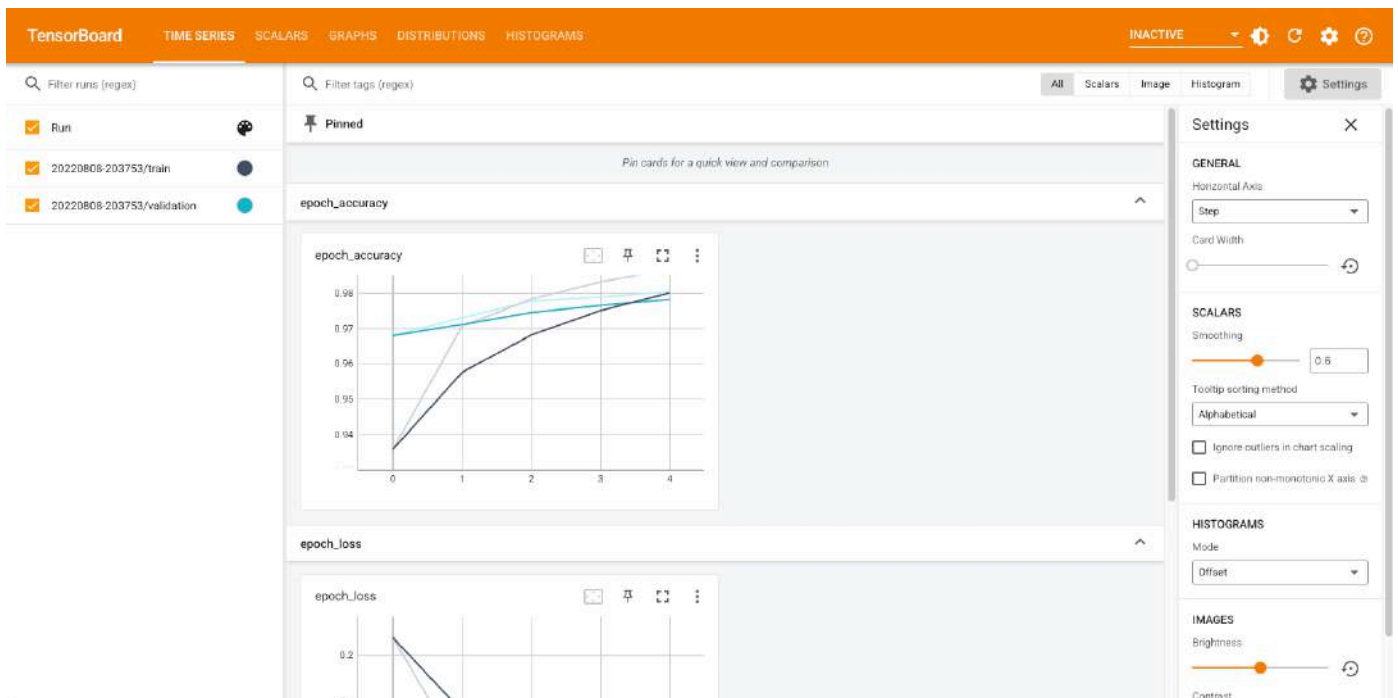 TensorBoard TIME SERIES SCALARS GRAPHS DISTRIBUTIONS HISTOGRAMS INACTIVE
Filter runs (regex)
Run
20220808-203753/train
20220808-203753/validation
Filter tags (regex)
All Scalars Image Histogram
Settings
Pinned
Pin cards for a quick view and comparison
epoch_accuracy
epoch_accuracy
0.98
0.97
0.96
0.95
0.94
0 1 2 3 4
epoch_loss
epoch_loss
0.2
Settings
GENERAL
Horizontal Axis
Step
Card Width
SCALARS
Smoothing
0.6
Tooltip sorting method
Alphabetical
Ignore outliers in chart scaling
Partition non-monotonic X axis
HISTOGRAMS
Mode
Offset
IMAGES
Brightness
Contrast